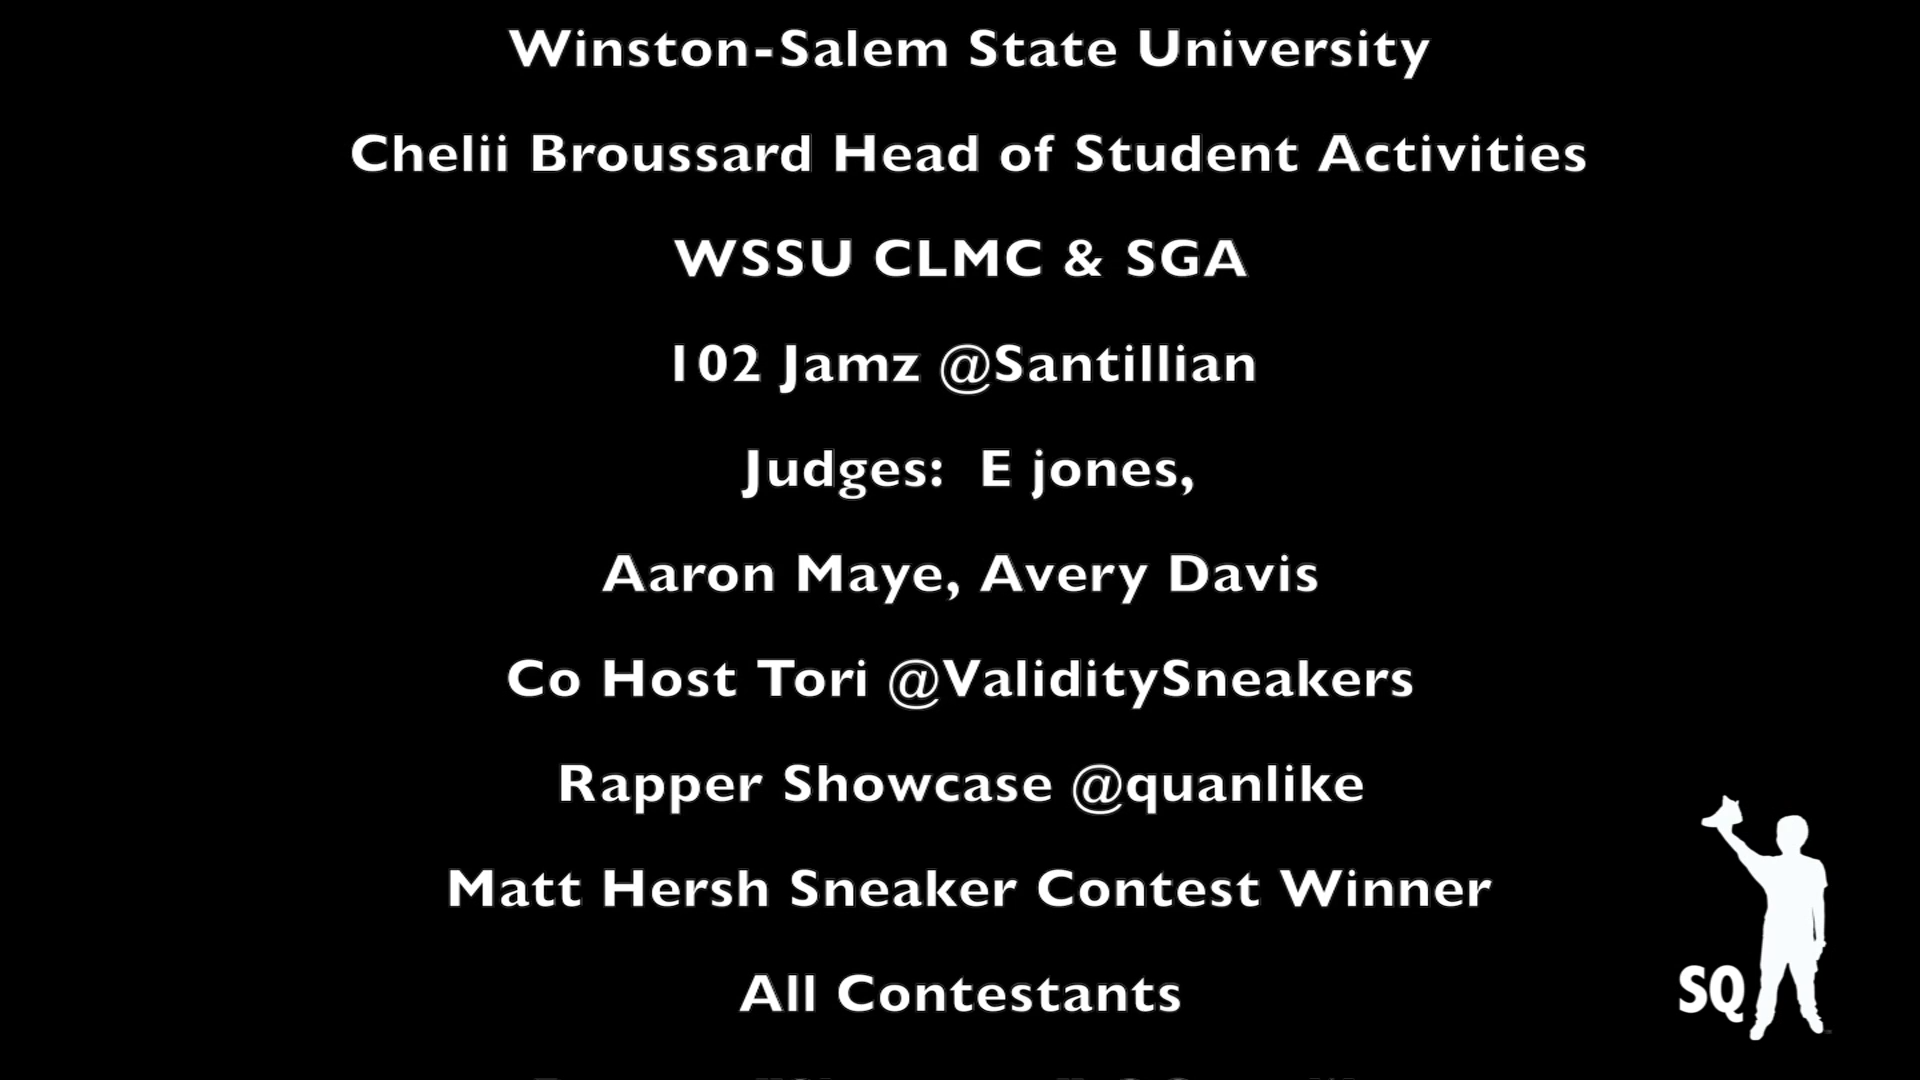 Winston-Salem State University
Chelii Broussard Head of Student Activities
WSSU CLMC & SGA
102 Jamz @Santillian
Judges:  E jones,
Aaron Maye, Avery Davis
Co Host Tori @ValiditySneakers
Rapper Showcase @quanlike
Matt Hersh Sneaker Contest Winner
All Contestants
SQ